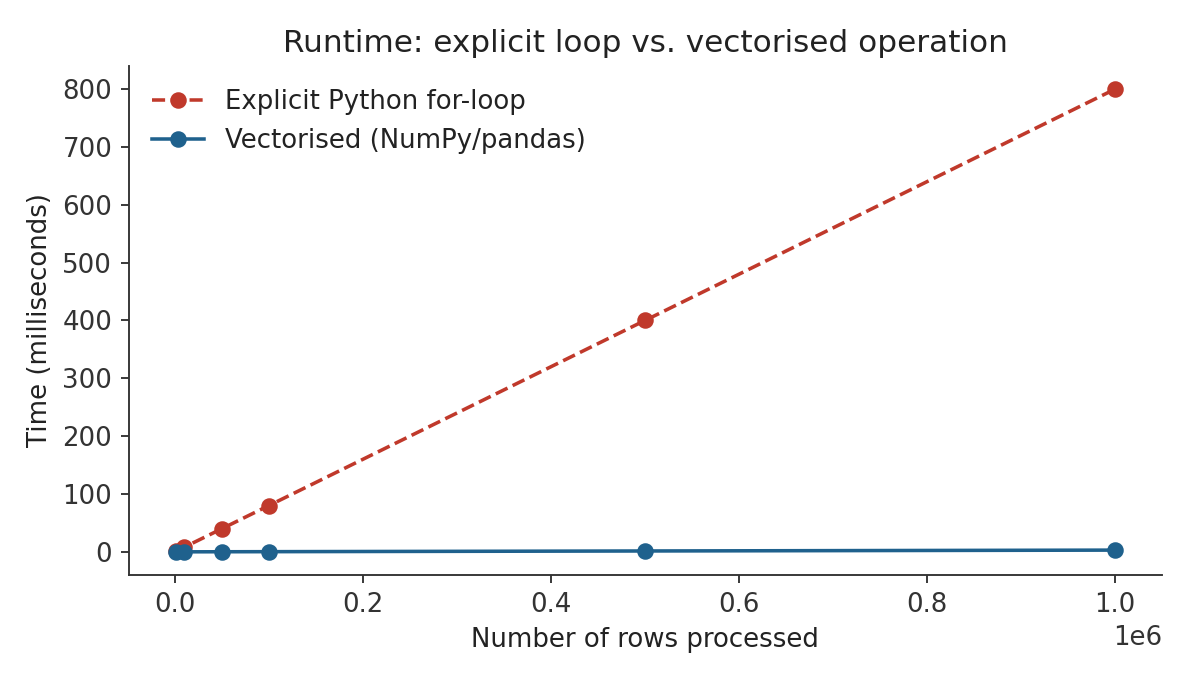 Runtime: explicit loop vs. vectorised operation
Explicit Python for-loop
Vectorised (NumPy/pandas)
Time (milliseconds)
800
700
600
500
400
300
200
100
0
0.0 0.2 0.4 0.6 0.8 1.0
1e6
Number of rows processed